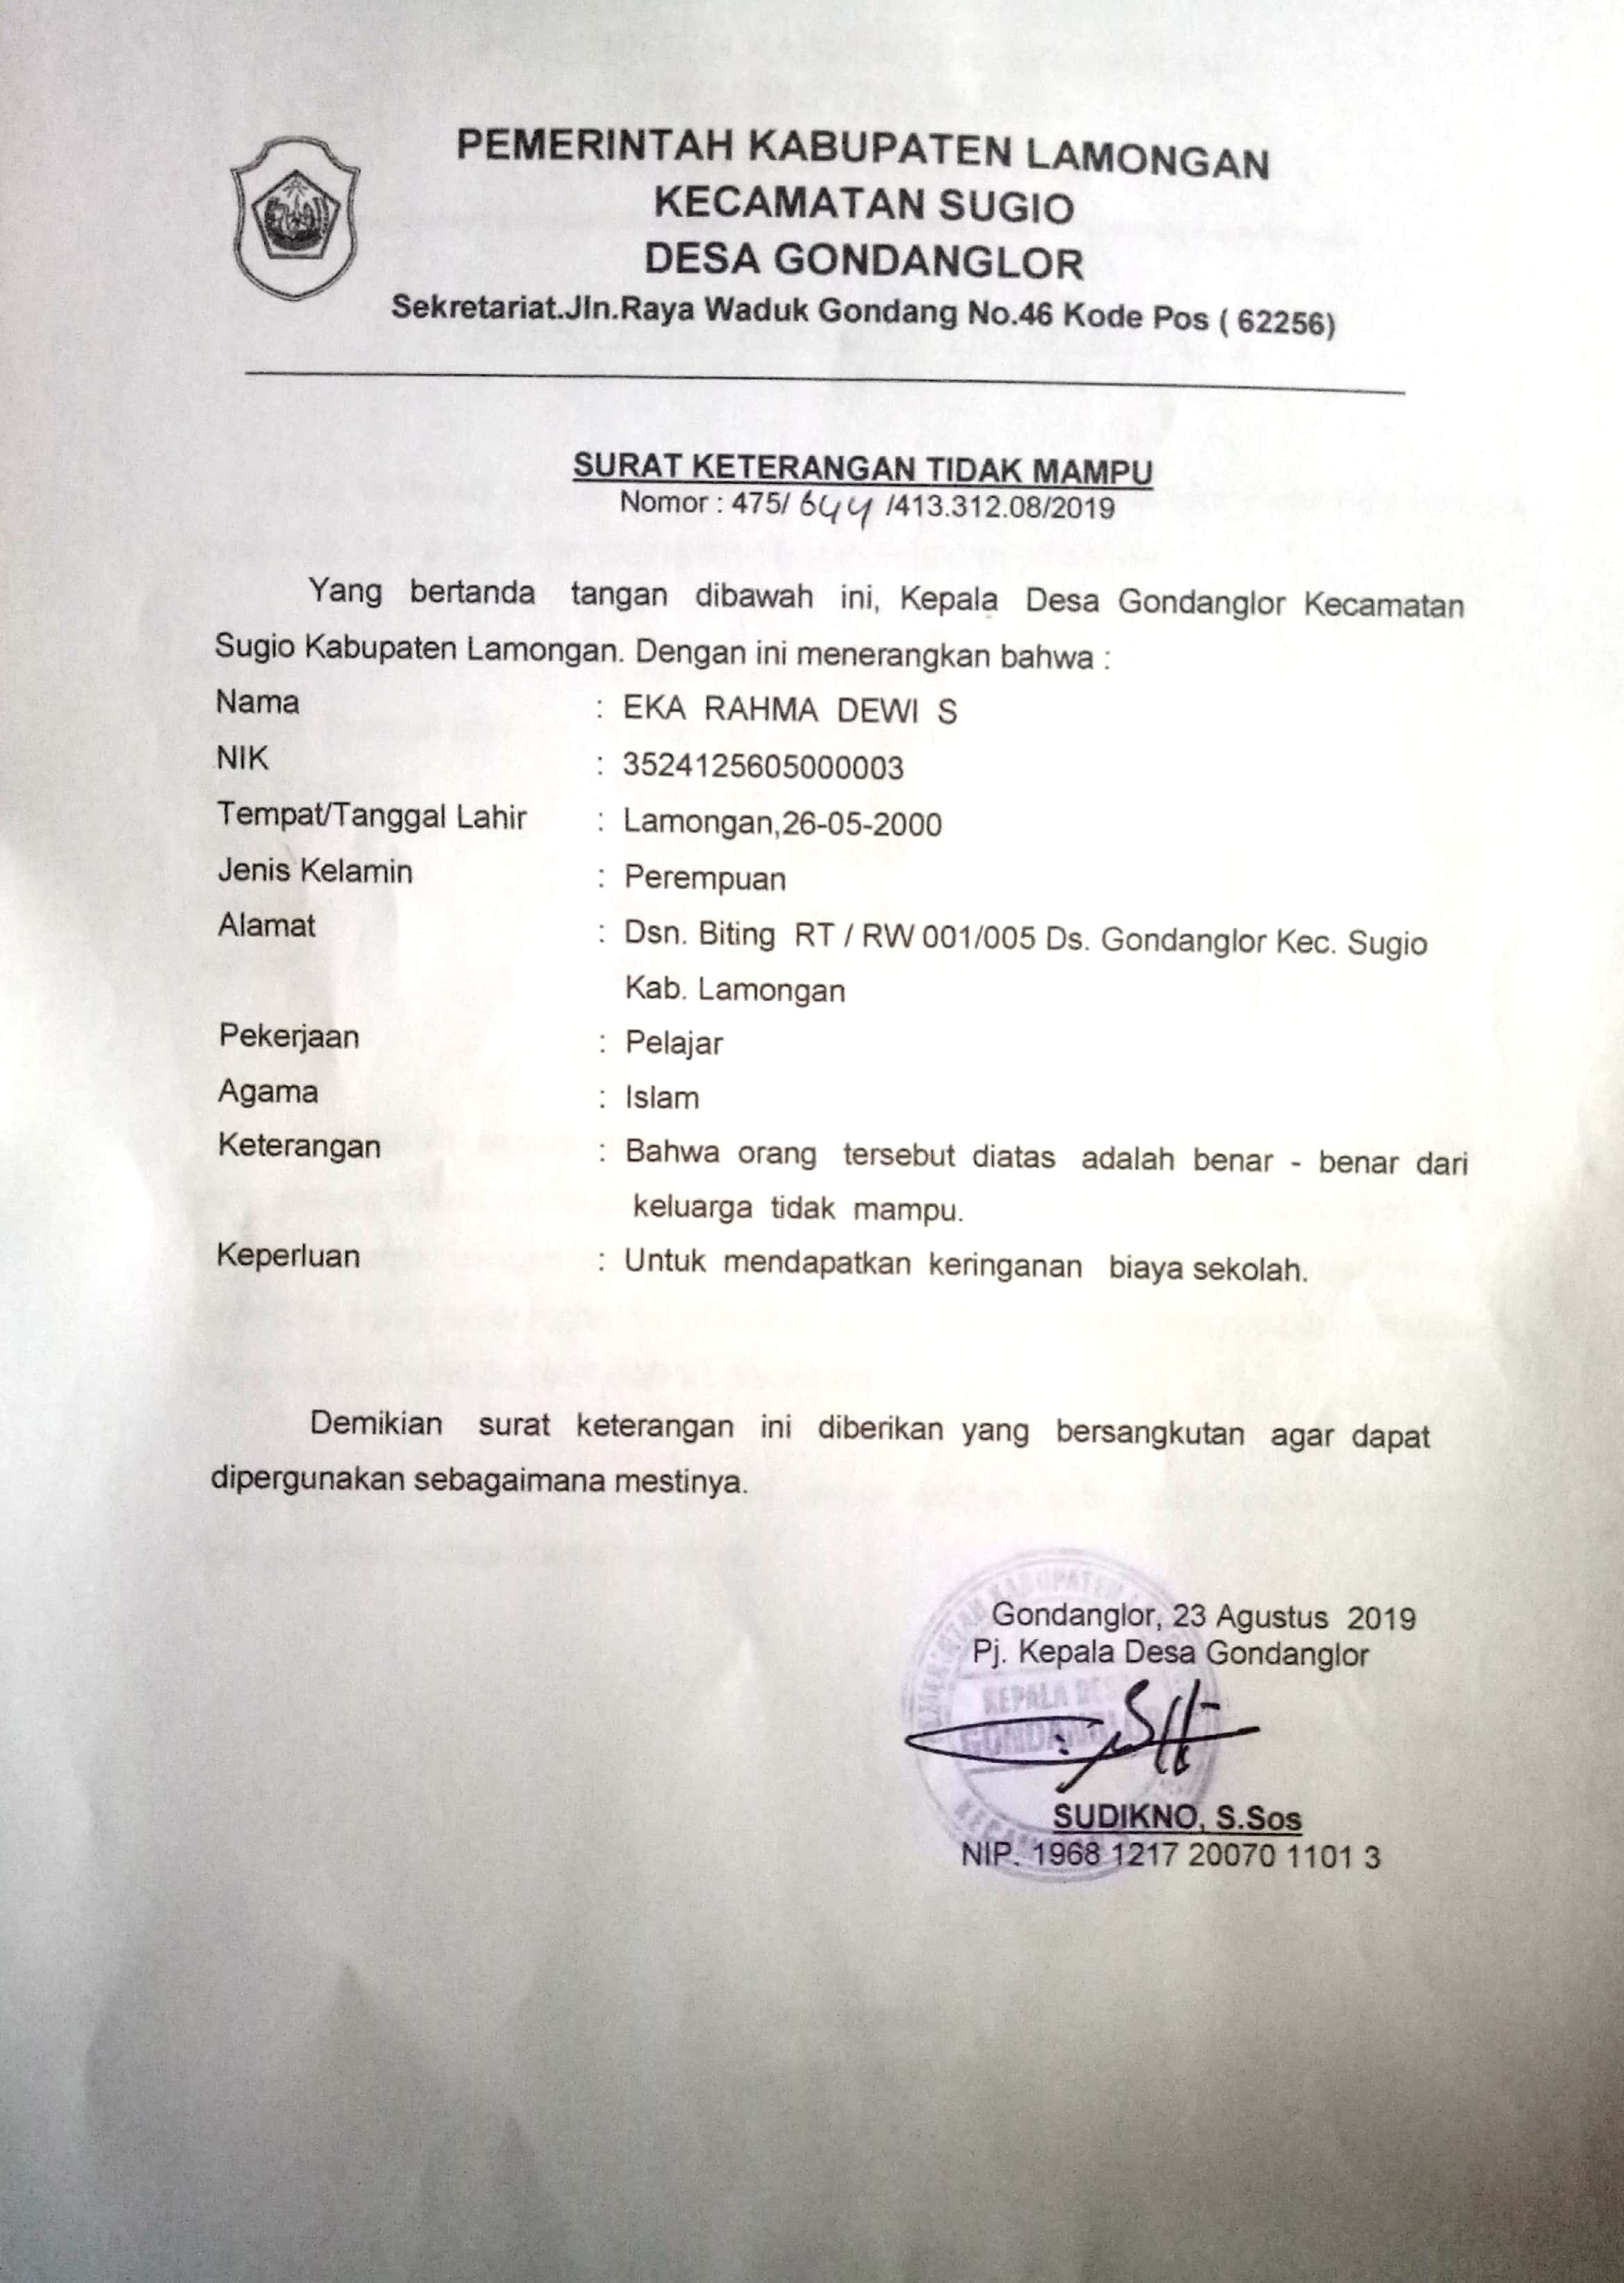 PEMERINTAH KABUPATEN LAMONGAN
KECAMATAN SUGIO
DESA GONDANGLOR
Sekretariat.Jln.Raya Waduk Gondang No.46 Kode Pos ( 62256)
SURAT KETERANGAN TIDAK MAMPU
Nomor : 475/ 644 /413.312.08/2019
Yang bertanda tangan dibawah ini, Kepala Desa Gondanglor Kecamatan
Sugio Kabupaten Lamongan. Dengan ini menerangkan bahwa :
Nama : EKA RAHMA DEWI S
NIK : 3524125605000003
Tempat/Tanggal Lahir : Lamongan,26-05-2000
Jenis Kelamin : Perempuan
Alamat : Dsn. Biting RT / RW 001/005 Ds. Gondanglor Kec. Sugio
Kab. Lamongan
Pekerjaan : Pelajar
Agama : Islam
Keterangan : Bahwa orang tersebut diatas adalah benar - benar dari
keluarga tidak mampu.
Keperluan : Untuk mendapatkan keringanan biaya sekolah.
Demikian surat keterangan ini diberikan yang bersangkutan agar dapat
dipergunakan sebagaimana mestinya.
Gondanglor, 23 Agustus 2019
Pj. Kepala Desa Gondanglor
KEPALA
SUDIKNO, S.Sos
NIP. 1968 1217 20070 1101 3